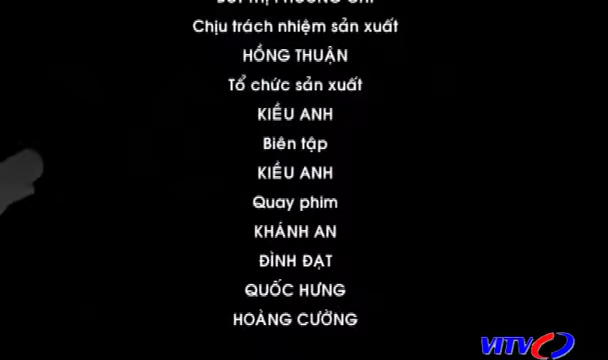 Chịu trách nhiệm sản xuất
HỒNG THUẬN
Tổ chức sản xuất
KIỀU ANH
Biên tập
KIỀU ANH
Quay phim
KHÁNH AN
ĐÌNH ĐẠT
QUỐC HƯNG
HOÀNG CƯỜNG
VITV